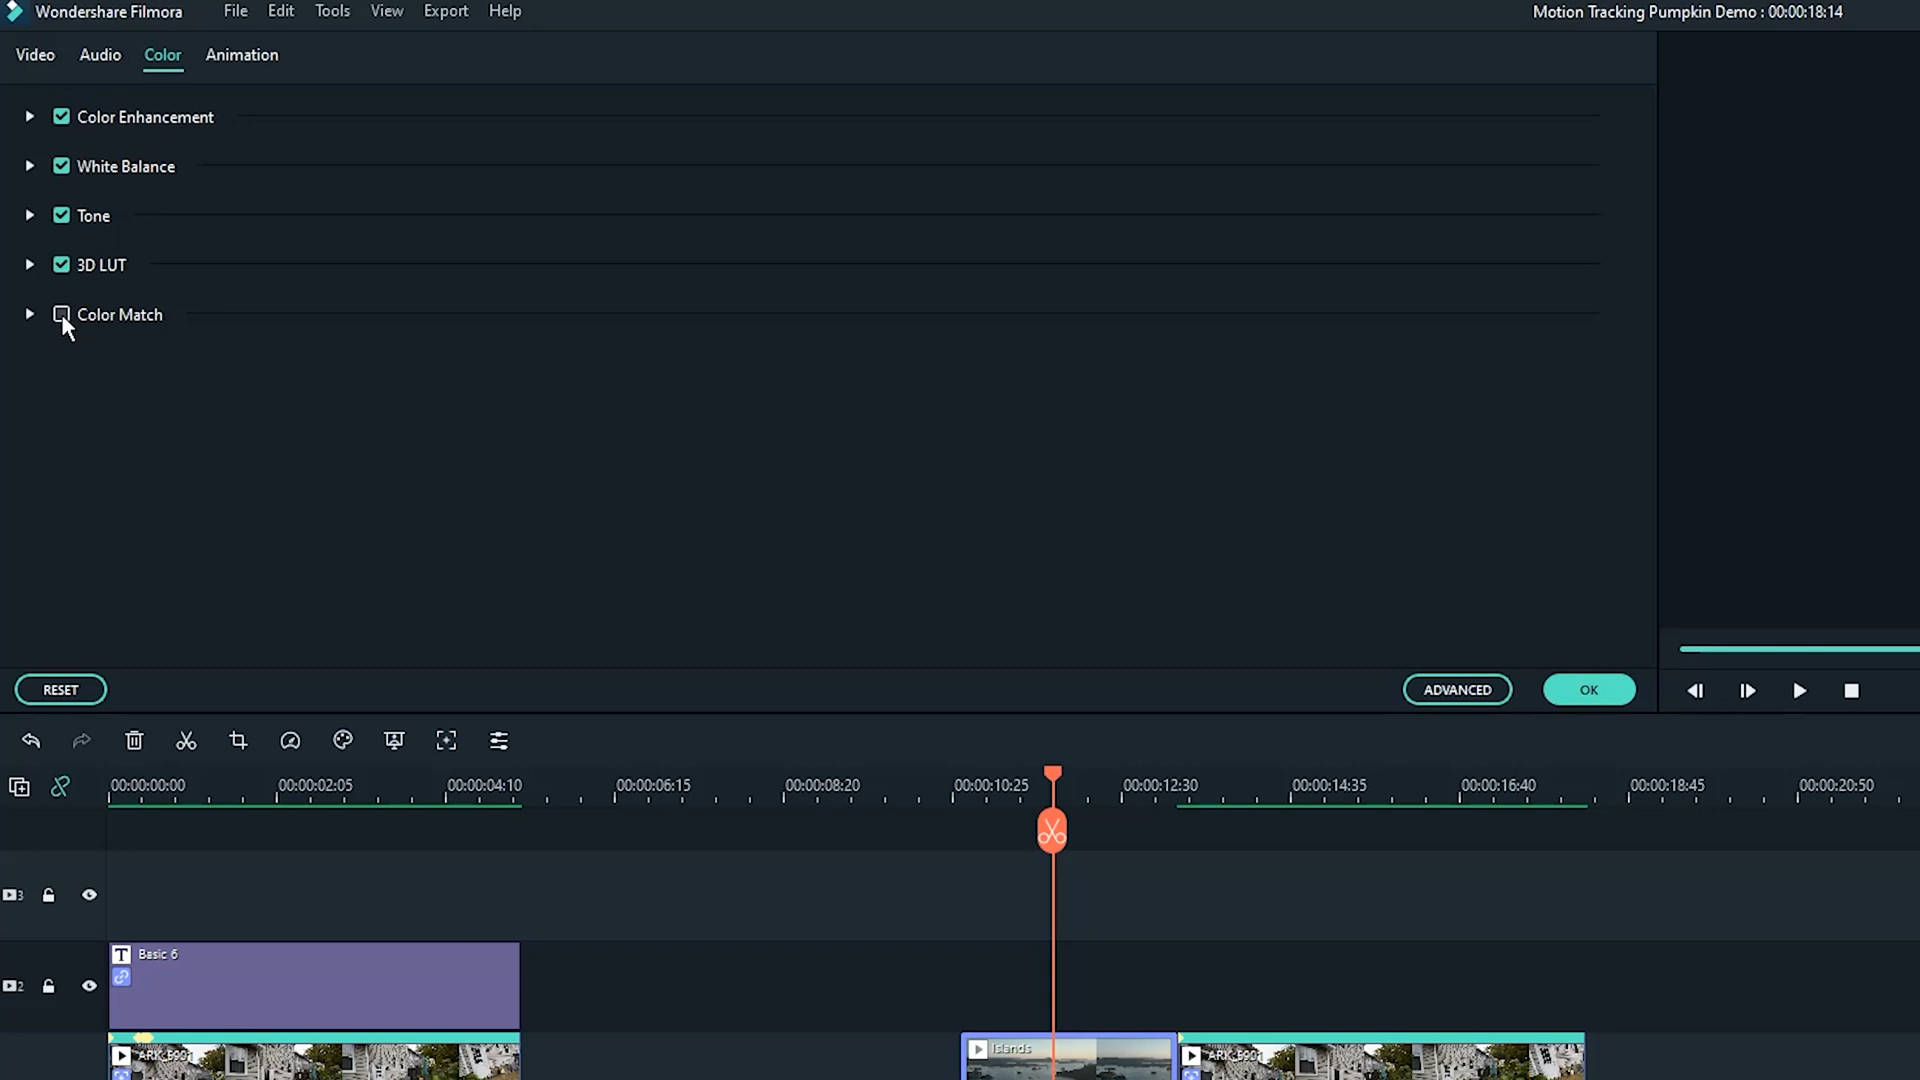 Wondershare Filmora File Edit Tools View Export Help Motion Tracking Pumpkin Demo : 00:00:18:14
Video Audio Color Animation
Color Enhancement
White Balance
Tone
3D LUT
Color Match
RESET ADVANCED OK
00:00:00:00 00:00:02:05 00:00:04:10 00:00:06:15 00:00:08:20 00:00:10:25 00:00:12:30 00:00:14:35 00:00:16:40 00:00:18:45 00:00:20:50
3
T Basic 6
2
ARK_5901 Islands ARK_5901